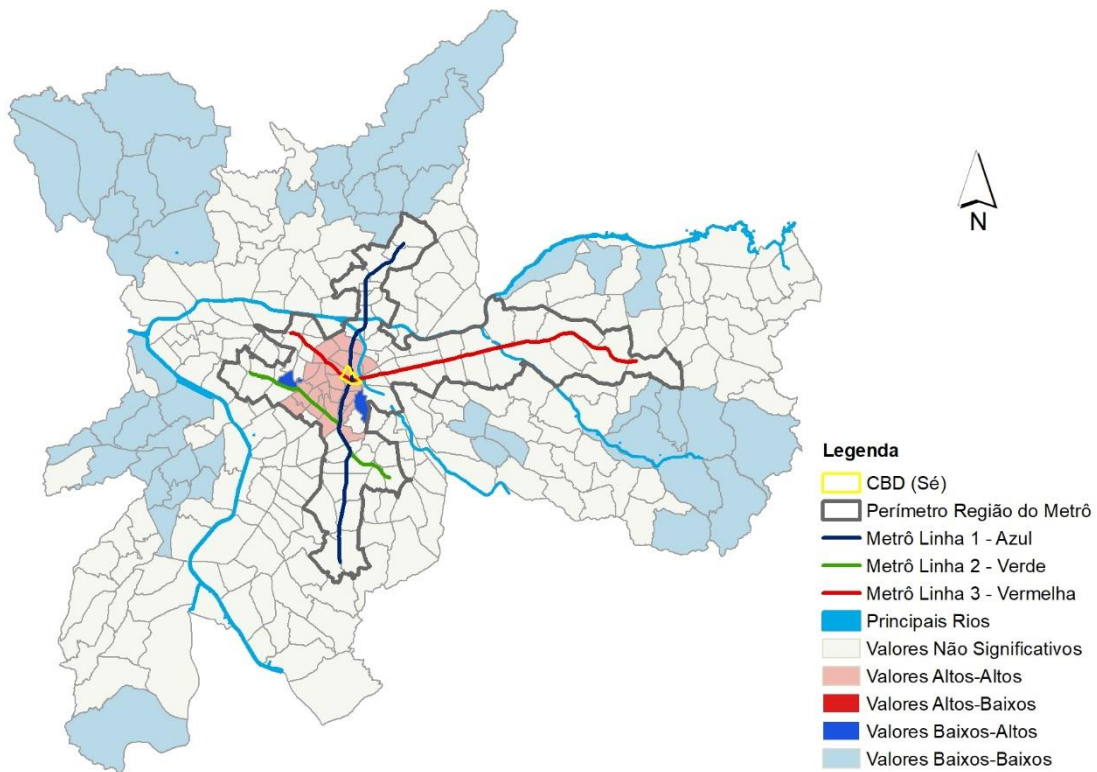 N
Legenda
CBD (Sé)
Perímetro Região do Metrô
Metrô Linha 1 - Azul
Metrô Linha 2 - Verde
Metrô Linha 3 - Vermelha
Principais Rios
Valores Não Significativos
Valores Altos-Altos
Valores Altos-Baixos
Valores Baixos-Altos
Valores Baixos-Baixos